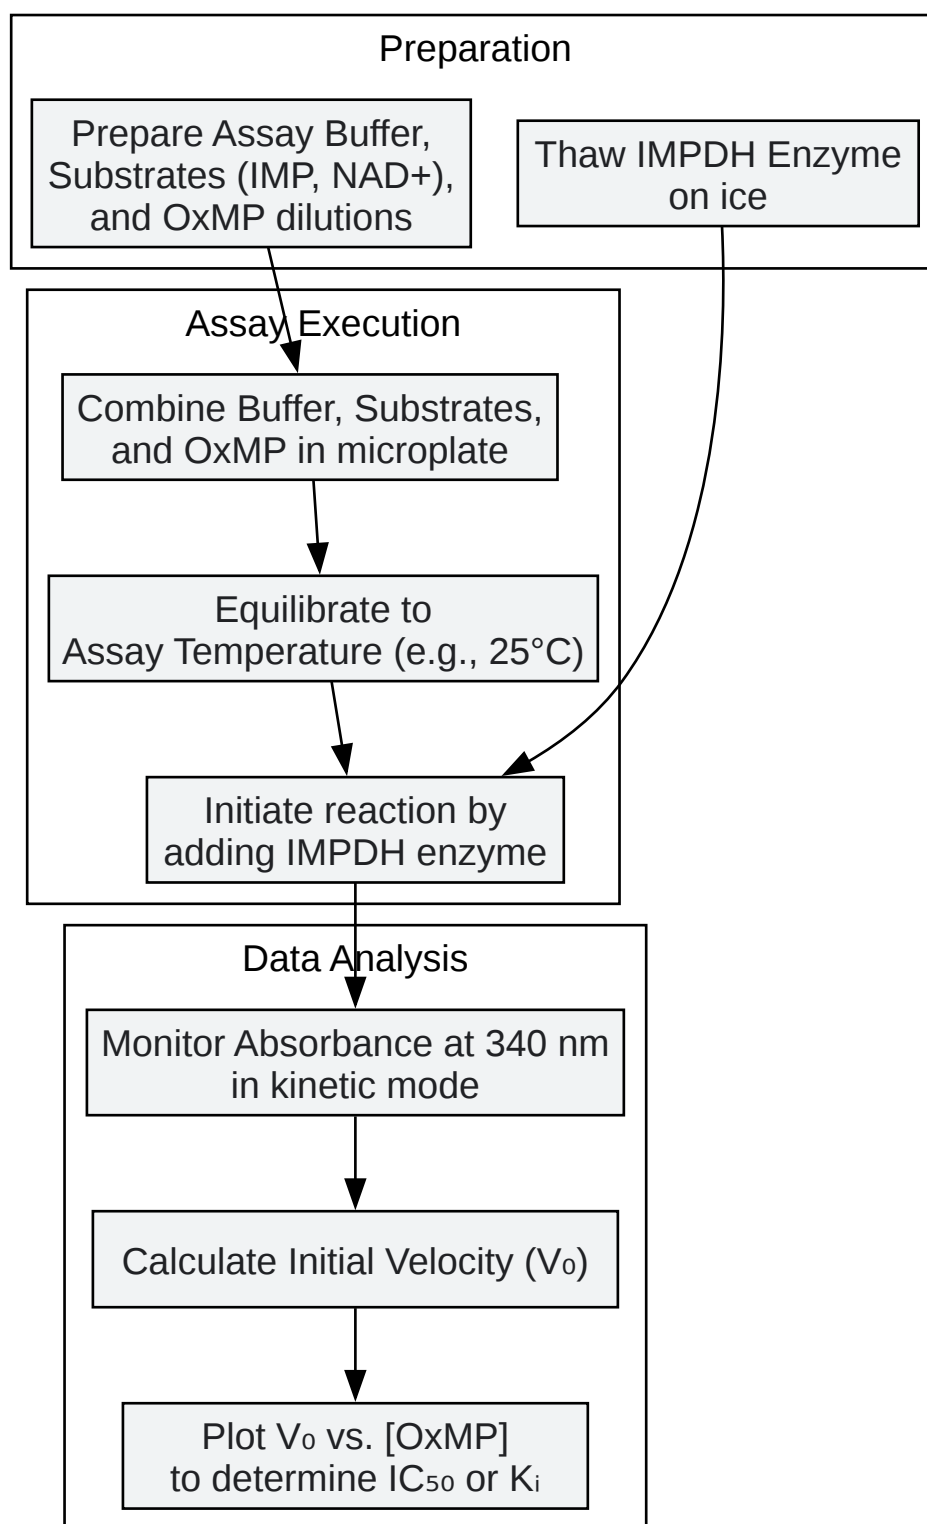 Preparation
Prepare Assay Buffer,
Substrates (IMP, NAD+),
and OxMP dilutions
Thaw IMPDH Enzyme
on ice
Assay Execution
Combine Buffer, Substrates,
and OxMP in microplate
Equilibrate to
Assay Temperature (e.g., 25°C)
Initiate reaction by
adding IMPDH enzyme
Data Analysis
Monitor Absorbance at 340 nm
in kinetic mode
Calculate Initial Velocity (V₀)
Plot V₀ vs. [OxMP]
to determine IC₅₀ or Kᵢ